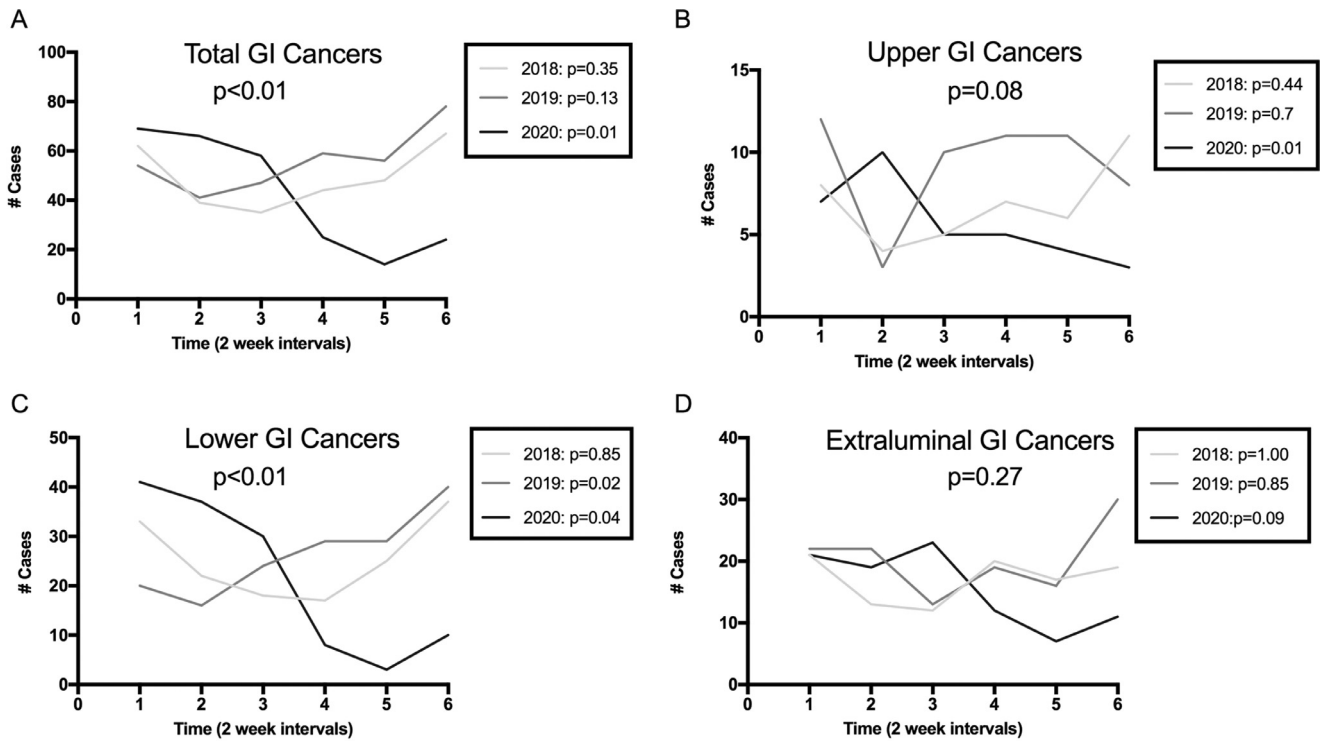 A
Total GI Cancers
p<0.01
2018: p=0.35
2019: p=0.13
2020: p=0.01
100
80
60
40
20
0
# Cases
0 1 2 3 4 5 6
Time (2 week intervals)
B
Upper GI Cancers
p=0.08
2018: p=0.44
2019: p=0.7
2020: p=0.01
15
10
5
0
# Cases
0 1 2 3 4 5 6
Time (2 week intervals)
C
Lower GI Cancers
p<0.01
2018: p=0.85
2019: p=0.02
2020: p=0.04
50
40
30
20
10
0
# Cases
0 1 2 3 4 5 6
Time (2 week intervals)
D
Extraluminal GI Cancers
p=0.27
2018: p=1.00
2019: p=0.85
2020:p=0.09
40
30
20
10
0
# Cases
0 1 2 3 4 5 6
Time (2 week intervals)